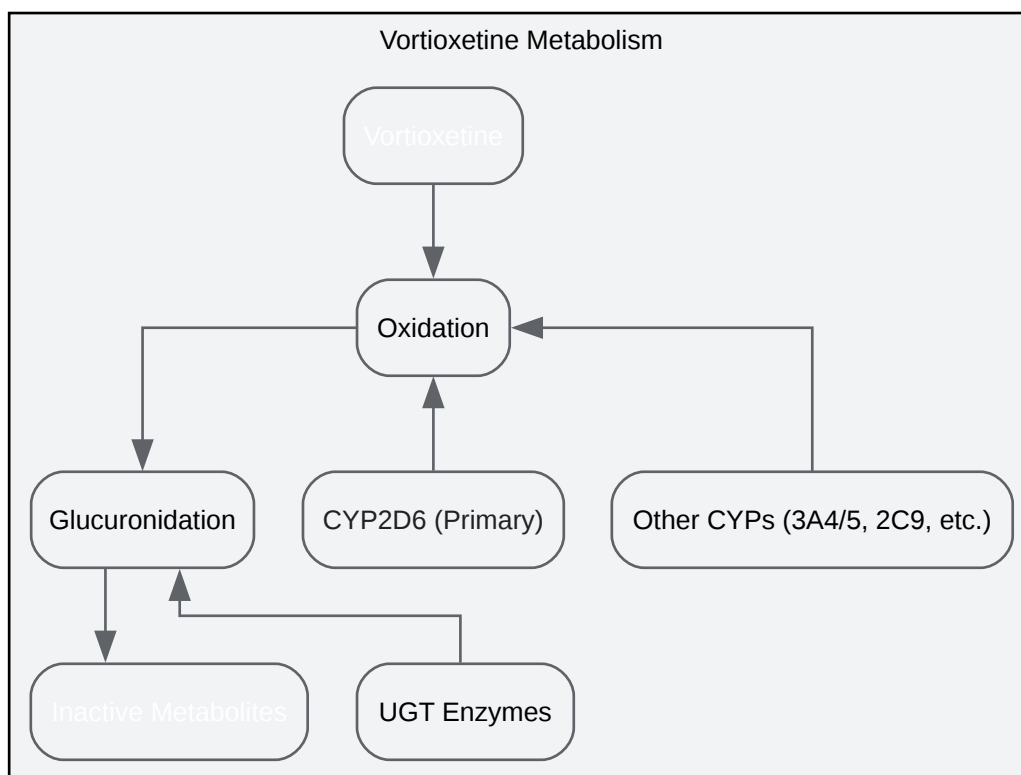 Vortioxetine Metabolism
Vortioxetine
Oxidation
Glucuronidation
CYP2D6 (Primary)
Other CYPs (3A4/5, 2C9, etc.)
Inactive Metabolites
UGT Enzymes